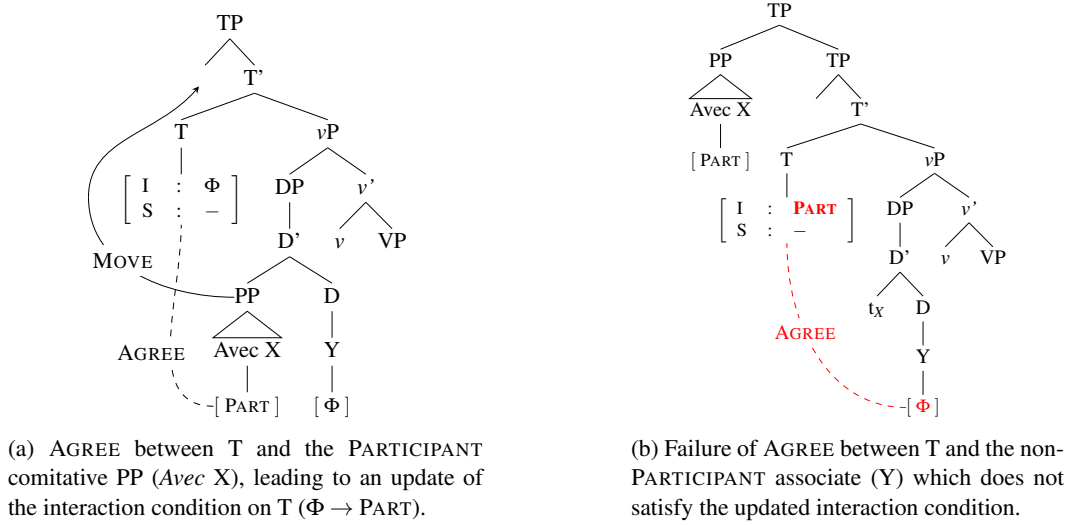 TP
T'
T vP
[ I : Φ
S : – ]
DP v'
D' v VP
MOVE
PP D
AGREE Avec X Y
[ PART ] [ Φ ]
(a) AGREE between T and the PARTICIPANT
comitative PP (Avec X), leading to an update of
the interaction condition on T (Φ → PART).
TP
PP TP
Avec X T'
[ PART ] T vP
[ I : PART
S : – ]
DP v'
D' v VP
tX D
AGREE Y
[ Φ ]
(b) Failure of AGREE between T and the non-
PARTICIPANT associate (Y) which does not
satisfy the updated interaction condition.